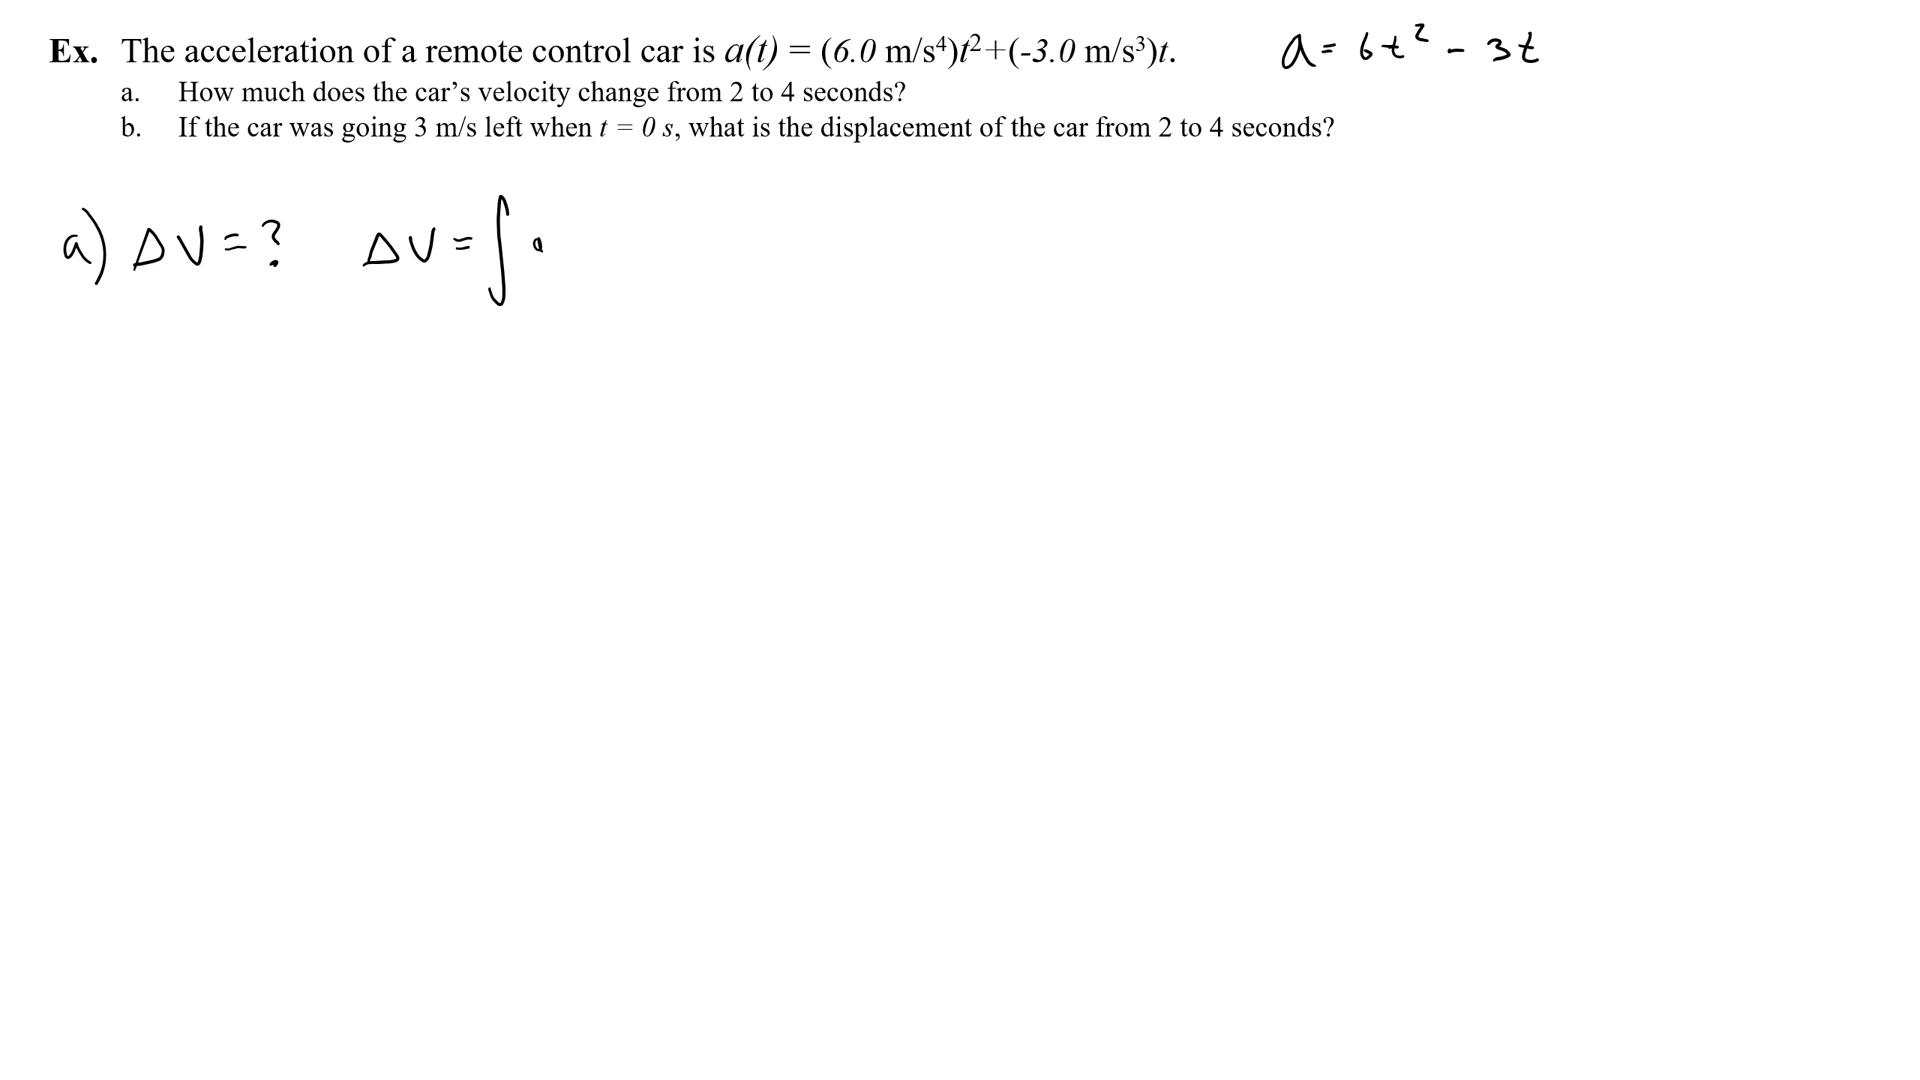 Ex. The acceleration of a remote control car is a(t) = (6.0 m/s⁴)t²+(-3.0 m/s³)t. a = 6t² - 3t
a. How much does the car’s velocity change from 2 to 4 seconds?
b. If the car was going 3 m/s left when t = 0 s, what is the displacement of the car from 2 to 4 seconds?
a) ΔV = ? ΔV = ∫ a